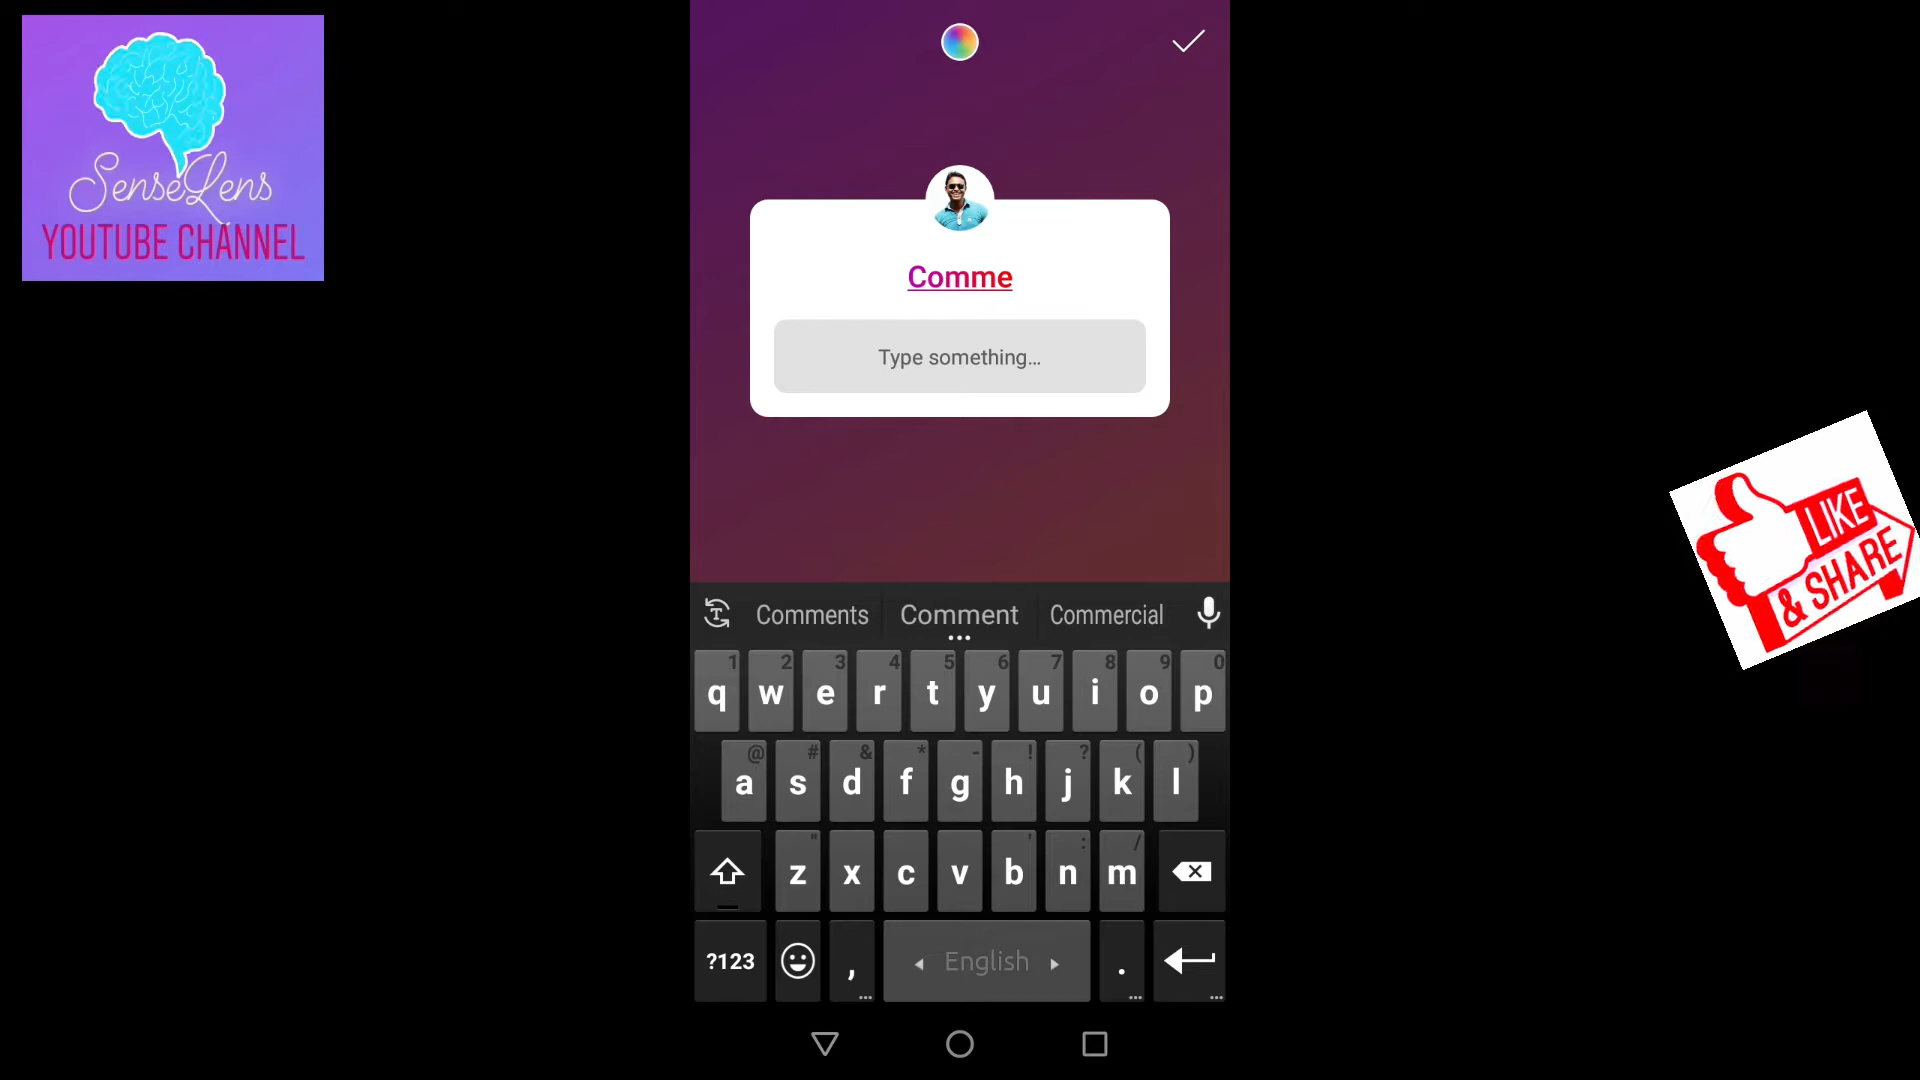 SenseLens
YOUTUBE CHANNEL
Comme
Type something...
LIKE
& SHARE
Comments Comment Commercial
1 2 3 4 5 6 7 8 9 0
q w e r t y u i o p
@ # & * - ! ? ( )
a s d f g h j k l
" ' : /
z x c v b n m
?123 , English .